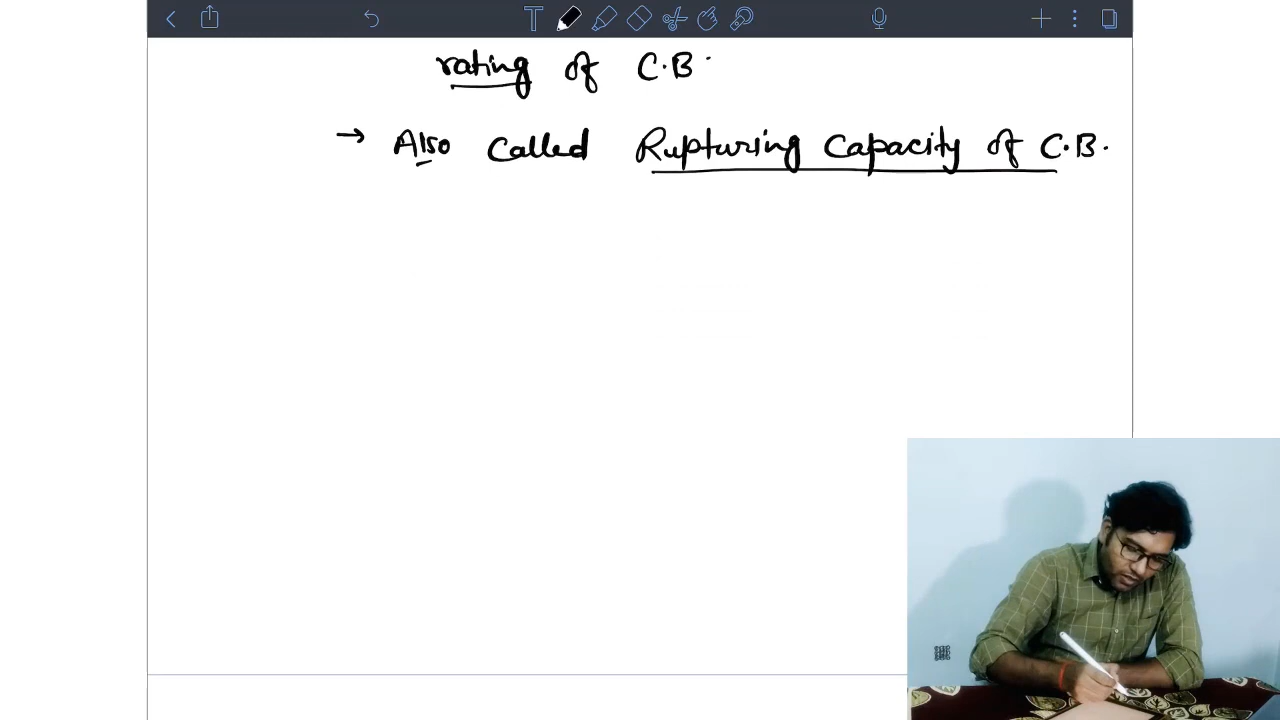 rating of C.B.
→ Also Called Rupturing Capacity of C.B.